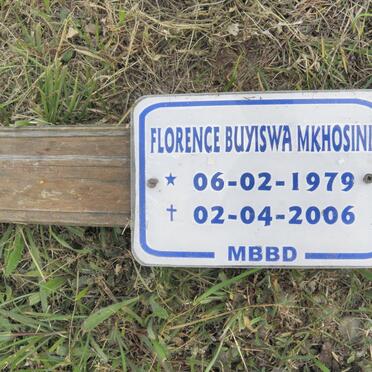 FLORENCE BUYISWA MKHOSINI
★ 06-02-1979
✝ 02-04-2006
MBBD